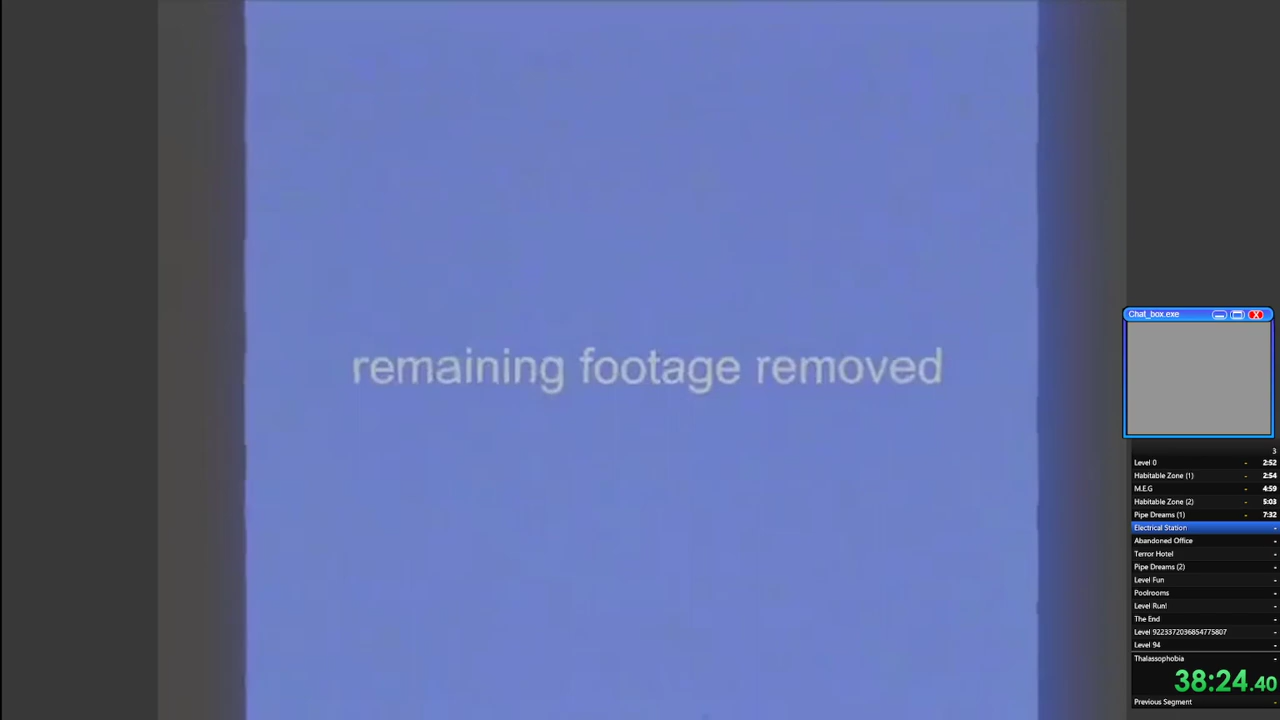 remaining footage removed
Chat_box.exe
3
Level 0 - 2:52
Habitable Zone (1) - 2:54
M.E.G - 4:59
Habitable Zone (2) - 5:03
Pipe Dreams (1) - 7:32
Electrical Station -
Abandoned Office -
Terror Hotel -
Pipe Dreams (2) -
Level Fun -
Poolrooms -
Level Run! -
The End -
Level 9223372036854775807 -
Level 94 -
Thalassophobia -
38:24.40
Previous Segment -